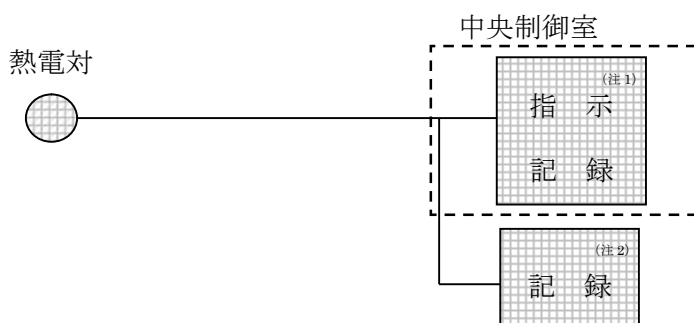 中央制御室
熱電対
(注1)
指 示
記 録
(注2)
記 録